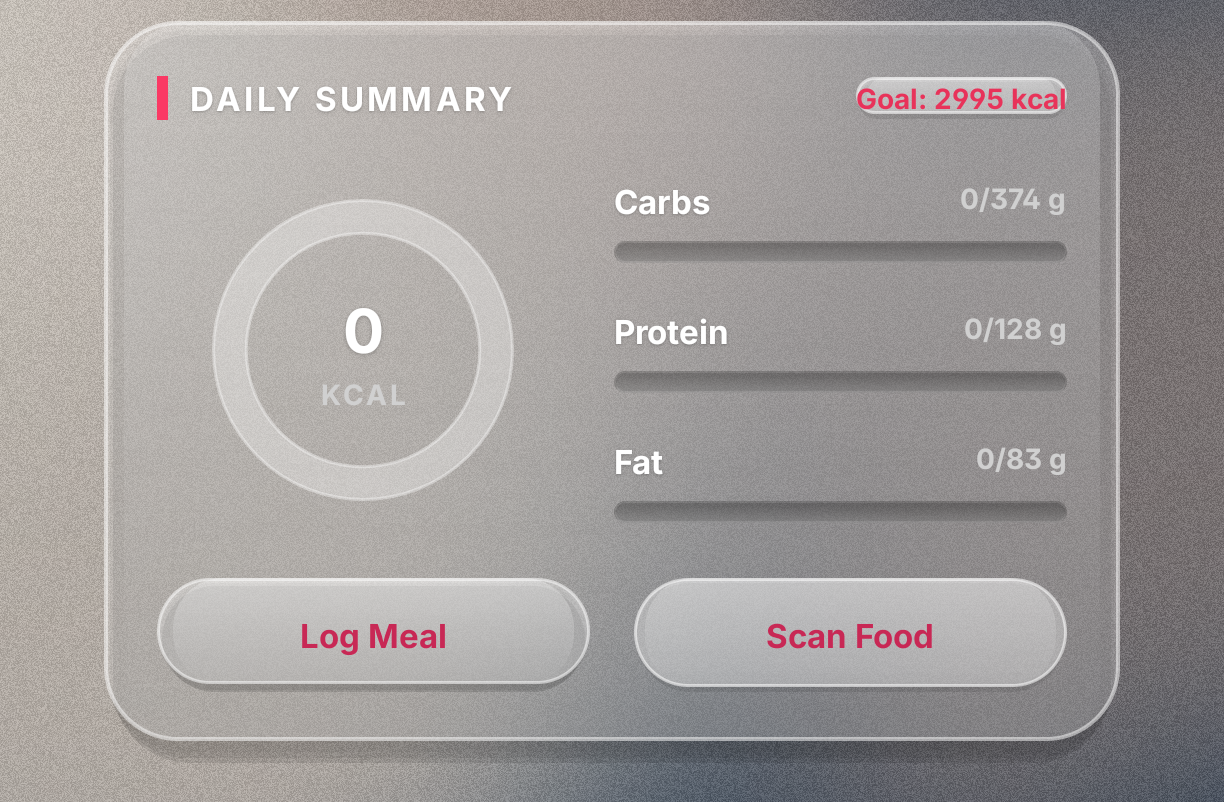 DAILY SUMMARY
Goal: 2995 kcal
0
KCAL
Carbs
0/374 g
Protein
0/128 g
Fat
0/83 g
Log Meal
Scan Food